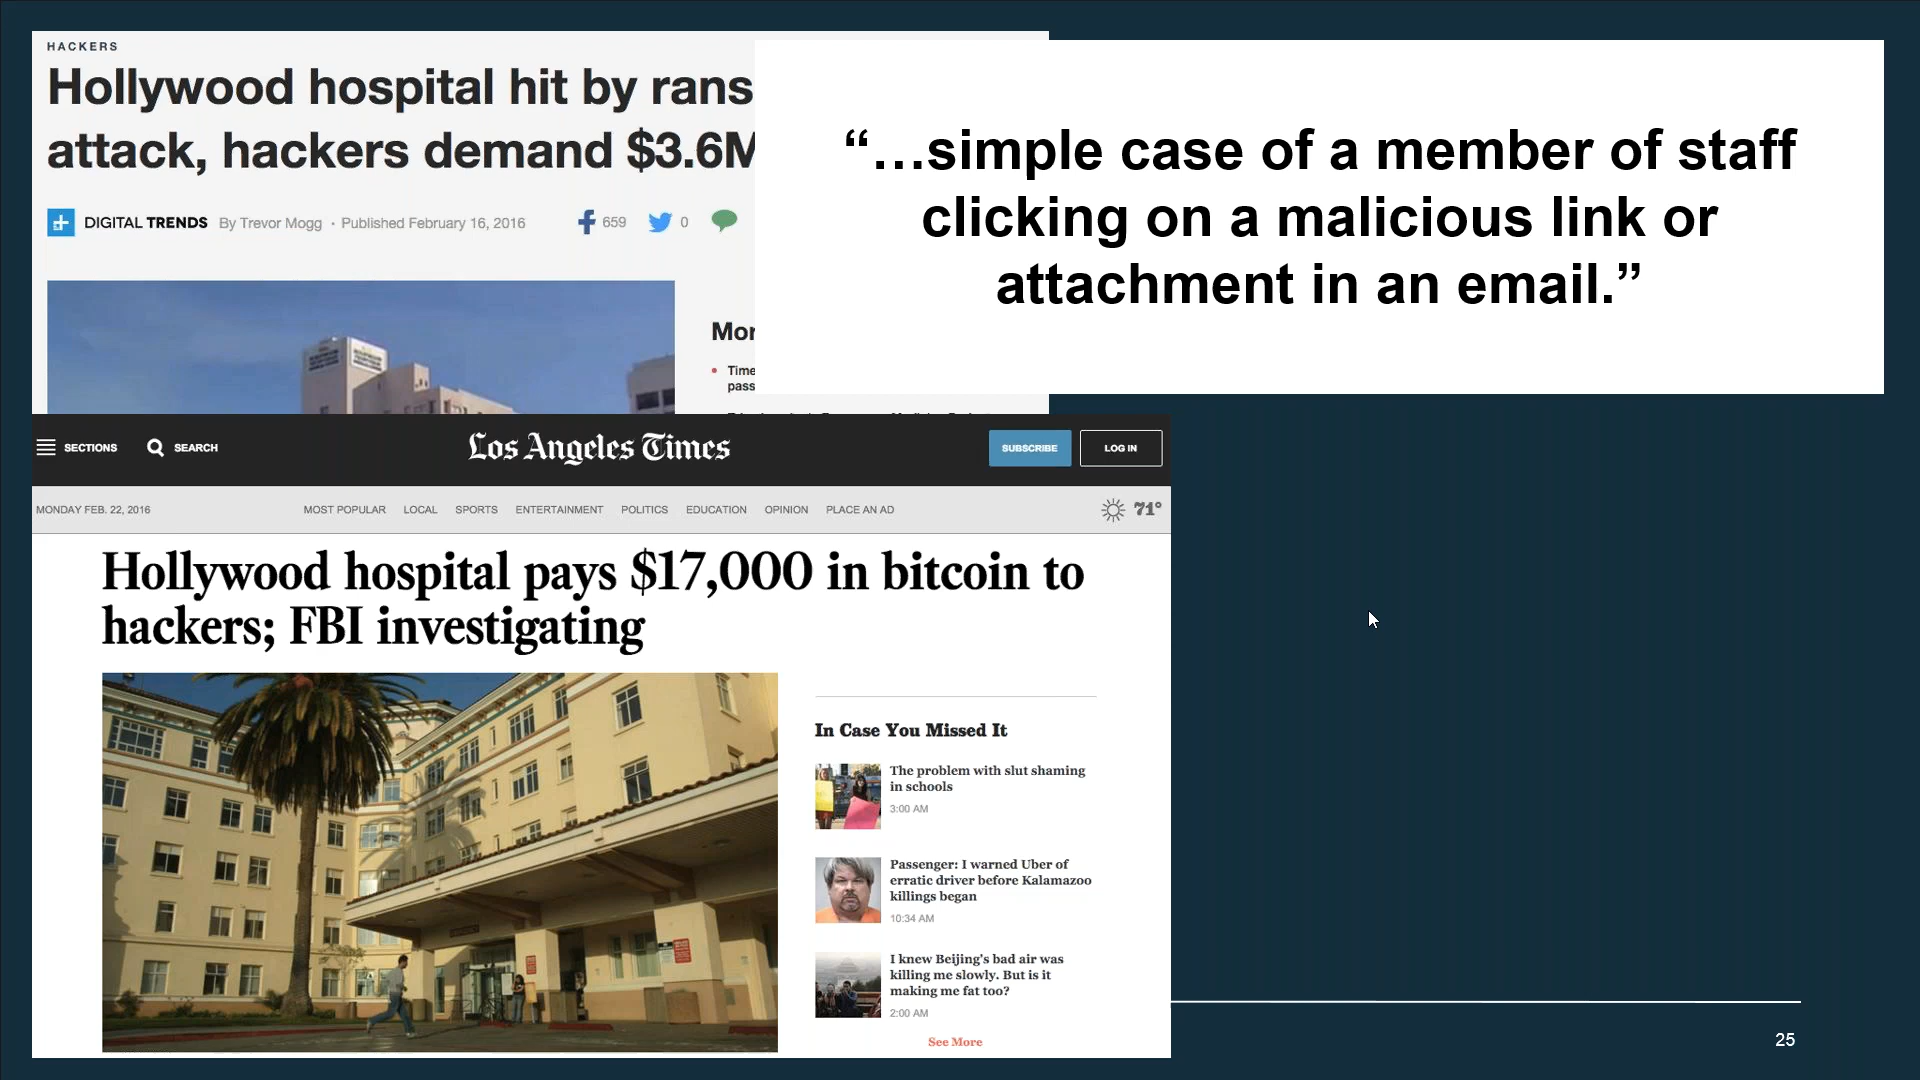 HACKERS
Hollywood hospital hit by rans
attack, hackers demand $3.6M
DIGITAL TRENDS By Trevor Mogg · Published February 16, 2016 659 0
“…simple case of a member of staff
clicking on a malicious link or
attachment in an email.”
Mor
Time
pass
SECTIONS SEARCH Los Angeles Times SUBSCRIBE LOG IN
MONDAY FEB. 22, 2016 MOST POPULAR LOCAL SPORTS ENTERTAINMENT POLITICS EDUCATION OPINION PLACE AN AD 71°
Hollywood hospital pays $17,000 in bitcoin to
hackers; FBI investigating
In Case You Missed It
The problem with slut shaming
in schools
3:00 AM
Passenger: I warned Uber of
erratic driver before Kalamazoo
killings began
10:34 AM
I knew Beijing's bad air was
killing me slowly. But is it
making me fat too?
2:00 AM
See More
25